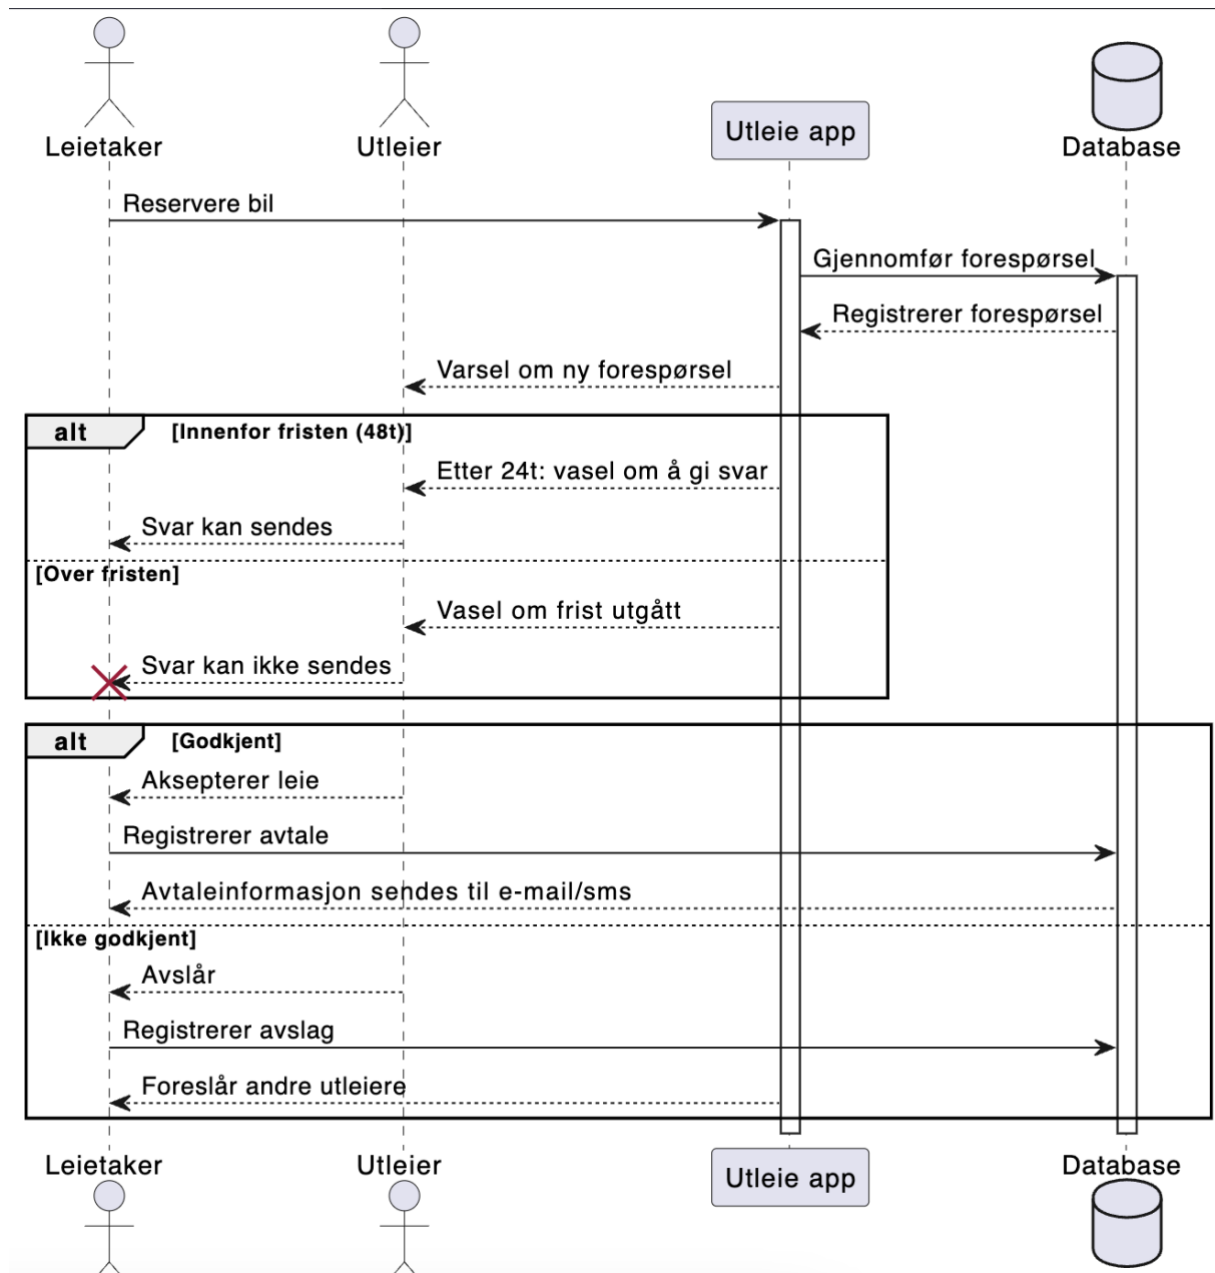 Leietaker
Utleier
Utleie app
Database
Reservere bil
Gjennomfør forespørsel
Registrerer forespørsel
Varsel om ny forespørsel
alt [Innenfor fristen (48t)]
Etter 24t: vasel om å gi svar
Svar kan sendes
[Over fristen]
Vasel om frist utgått
Svar kan ikke sendes
alt [Godkjent]
Aksepterer leie
Registrerer avtale
Avtaleinformasjon sendes til e-mail/sms
[Ikke godkjent]
Avslår
Registrerer avslag
Foreslår andre utleiere
Leietaker
Utleier
Utleie app
Database